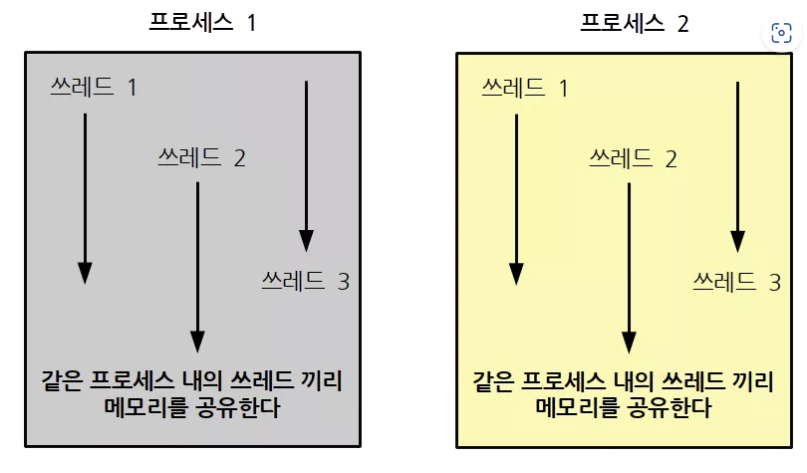 프로세스 1
쓰레드 1
쓰레드 2
쓰레드 3
같은 프로세스 내의 쓰레드 끼리
메모리를 공유한다
프로세스 2
쓰레드 1
쓰레드 2
쓰레드 3
같은 프로세스 내의 쓰레드 끼리
메모리를 공유한다